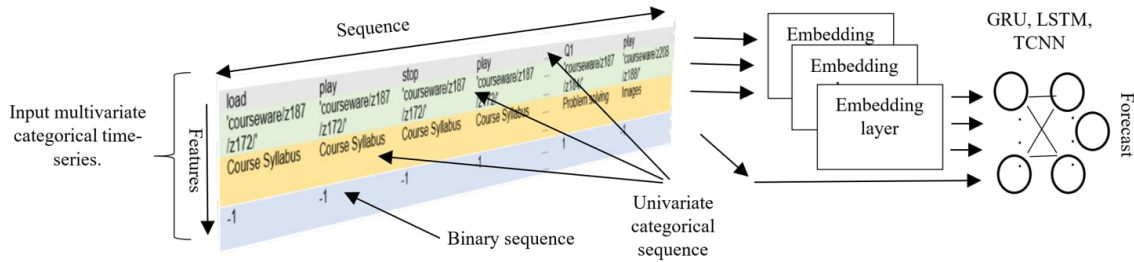 Sequence
Input multivariate
categorical time-
series.
Features
load play stop play ... Q1 play
'courseware/z187 'courseware/z187 'courseware/z187 'courseware/z187 ... 'courseware/z187 'courseware/z208
/z172/' /z172/' /z172/' /z172/' /z184/' /z188/'
Course Syllabus Course Syllabus Course Syllabus Course Syllabus ... Problem solving Images
-1 -1 -1 1 ... 1 1
Binary sequence
Univariate
categorical
sequence
Embedding
Embedding
Embedding
layer
GRU, LSTM,
TCNN
Forecast